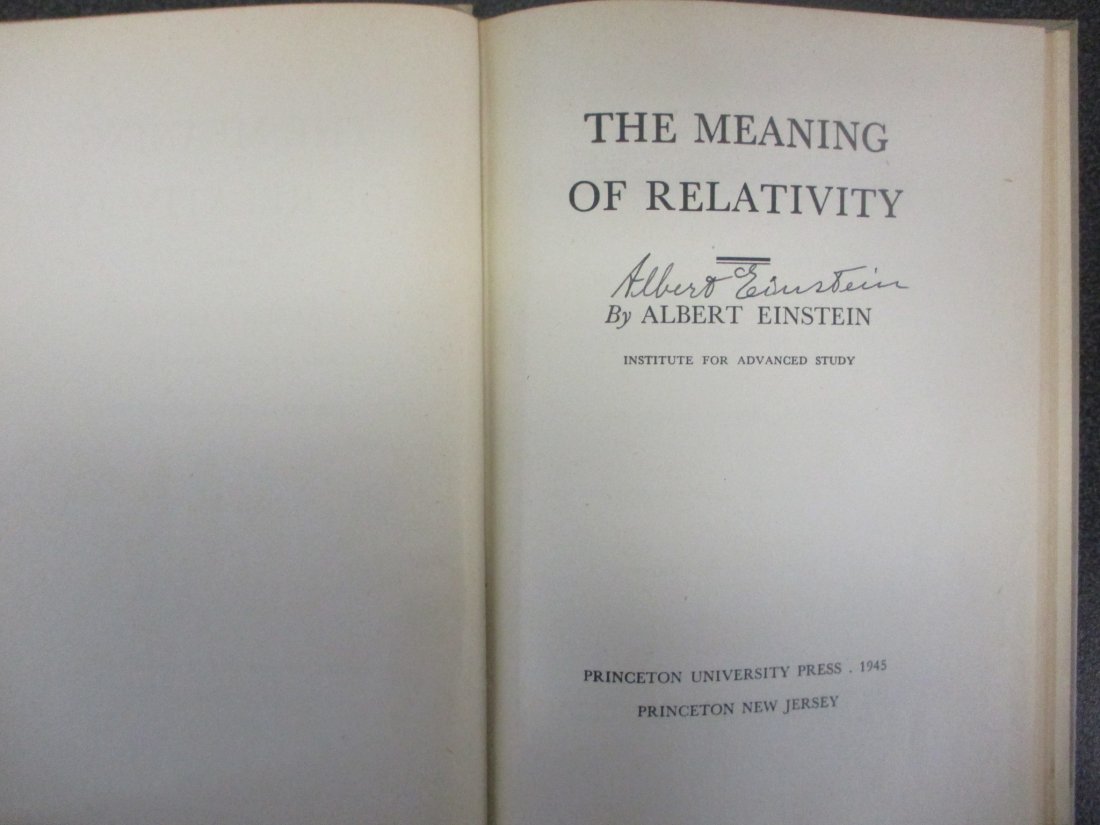 THE MEANING
OF RELATIVITY
Albert Einstein
By ALBERT EINSTEIN
INSTITUTE FOR ADVANCED STUDY
PRINCETON UNIVERSITY PRESS . 1945
PRINCETON NEW JERSEY